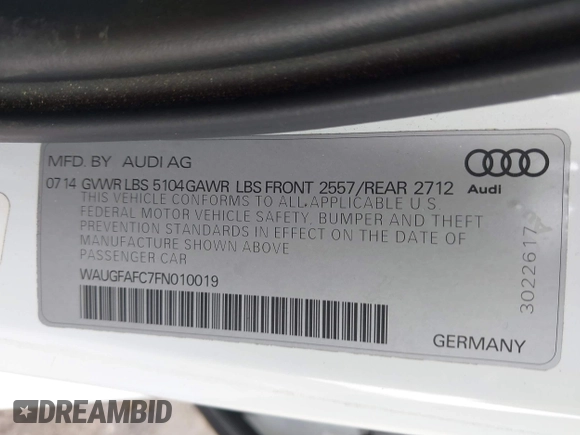 MFD. BY AUDI AG
07 14 GVWR LBS 5104 GAWR LBS FRONT 2557/REAR 2712
THIS VEHICLE CONFORMS TO ALL APPLICABLE U.S.
FEDERAL MOTOR VEHICLE SAFETY, BUMPER AND THEFT
PREVENTION STANDARDS IN EFFECT ON THE DATE OF
MANUFACTURE SHOWN ABOVE
PASSENGER CAR
WAUGFAFC7FN010019
Audi
GERMANY
DREAMBID